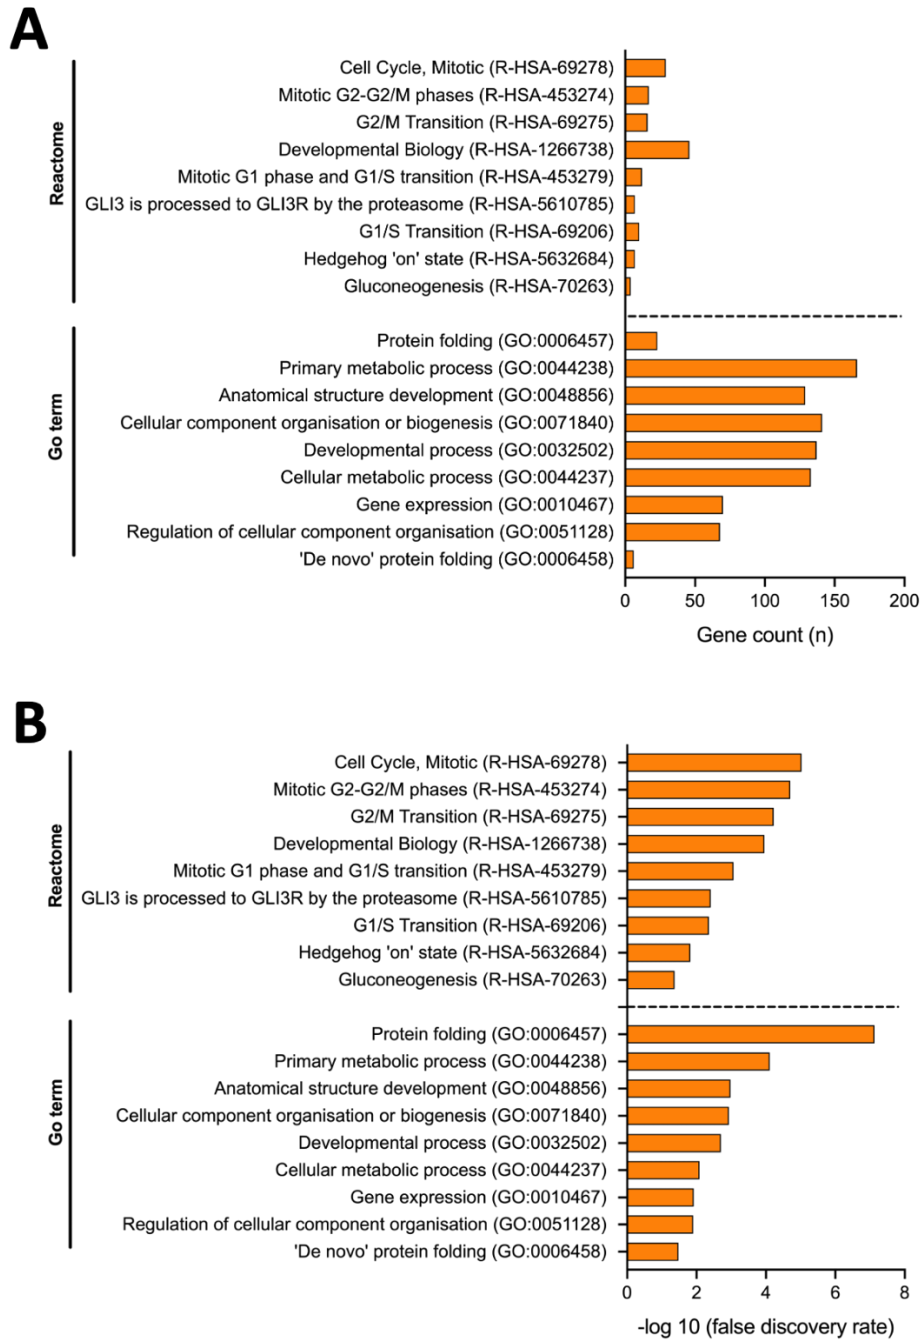 A
Reactome
Cell Cycle, Mitotic (R-HSA-69278)
Mitotic G2-G2/M phases (R-HSA-453274)
G2/M Transition (R-HSA-69275)
Developmental Biology (R-HSA-1266738)
Mitotic G1 phase and G1/S transition (R-HSA-453279)
GLI3 is processed to GLI3R by the proteasome (R-HSA-5610785)
G1/S Transition (R-HSA-69206)
Hedgehog 'on' state (R-HSA-5632684)
Gluconeogenesis (R-HSA-70263)
Go term
Protein folding (GO:0006457)
Primary metabolic process (GO:0044238)
Anatomical structure development (GO:0048856)
Cellular component organisation or biogenesis (GO:0071840)
Developmental process (GO:0032502)
Cellular metabolic process (GO:0044237)
Gene expression (GO:0010467)
Regulation of cellular component organisation (GO:0051128)
'De novo' protein folding (GO:0006458)
0 50 100 150 200
Gene count (n)
B
Reactome
Cell Cycle, Mitotic (R-HSA-69278)
Mitotic G2-G2/M phases (R-HSA-453274)
G2/M Transition (R-HSA-69275)
Developmental Biology (R-HSA-1266738)
Mitotic G1 phase and G1/S transition (R-HSA-453279)
GLI3 is processed to GLI3R by the proteasome (R-HSA-5610785)
G1/S Transition (R-HSA-69206)
Hedgehog 'on' state (R-HSA-5632684)
Gluconeogenesis (R-HSA-70263)
Go term
Protein folding (GO:0006457)
Primary metabolic process (GO:0044238)
Anatomical structure development (GO:0048856)
Cellular component organisation or biogenesis (GO:0071840)
Developmental process (GO:0032502)
Cellular metabolic process (GO:0044237)
Gene expression (GO:0010467)
Regulation of cellular component organisation (GO:0051128)
'De novo' protein folding (GO:0006458)
0 2 4 6 8
-log 10 (false discovery rate)